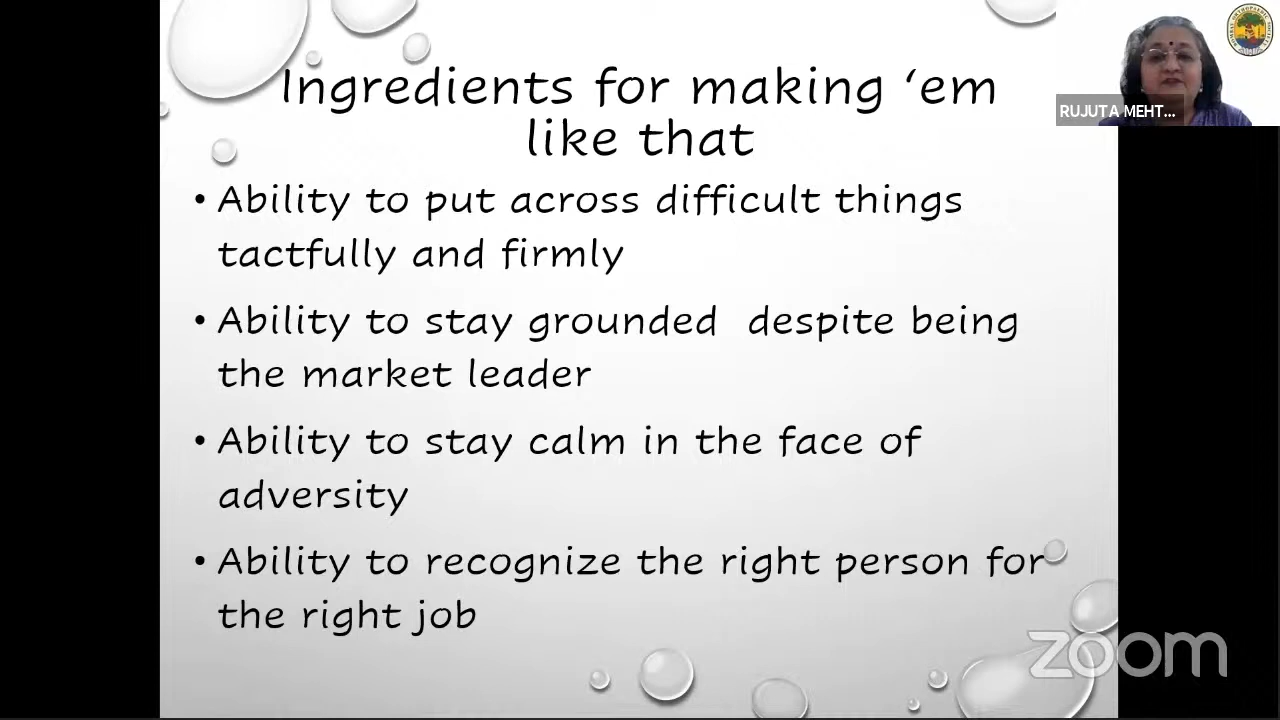 Ingredients for making ‘em
like that
• Ability to put across difficult things
tactfully and firmly
• Ability to stay grounded despite being
the market leader
• Ability to stay calm in the face of
adversity
• Ability to recognize the right person for
the right job
RUJUTA MEHT...
zoom